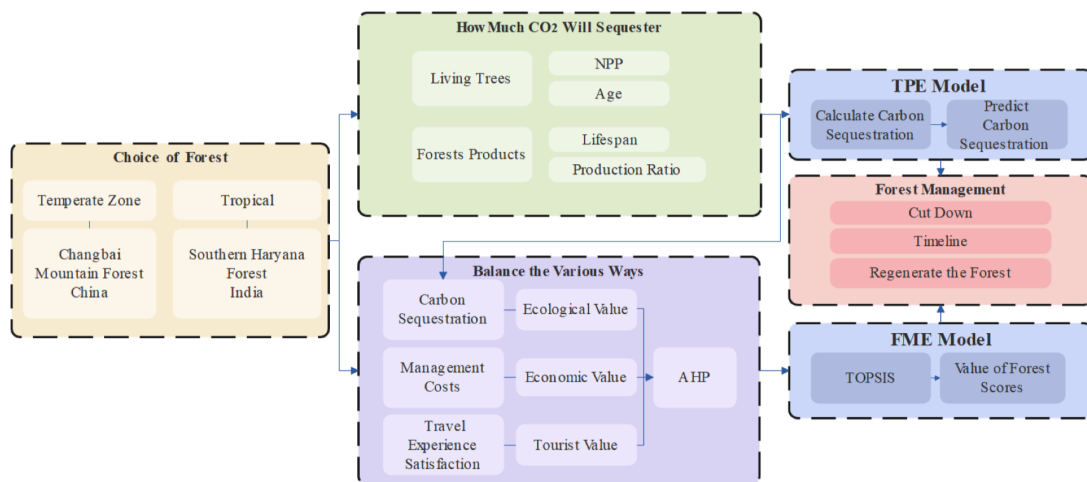 Choice of Forest
Temperate Zone
Tropical
Changbai
Mountain Forest
China
Southern Haryana
Forest
India
How Much CO2 Will Sequester
Living Trees
NPP
Age
Forests Products
Lifespan
Production Ratio
Balance the Various Ways
Carbon
Sequestration
Ecological Value
Management
Costs
Economic Value
AHP
Travel
Experience
Satisfaction
Tourist Value
TPE Model
Calculate Carbon
Sequestration
Predict
Carbon
Sequestration
Forest Management
Cut Down
Timeline
Regenerate the Forest
FME Model
TOPSIS
Value of Forest
Scores